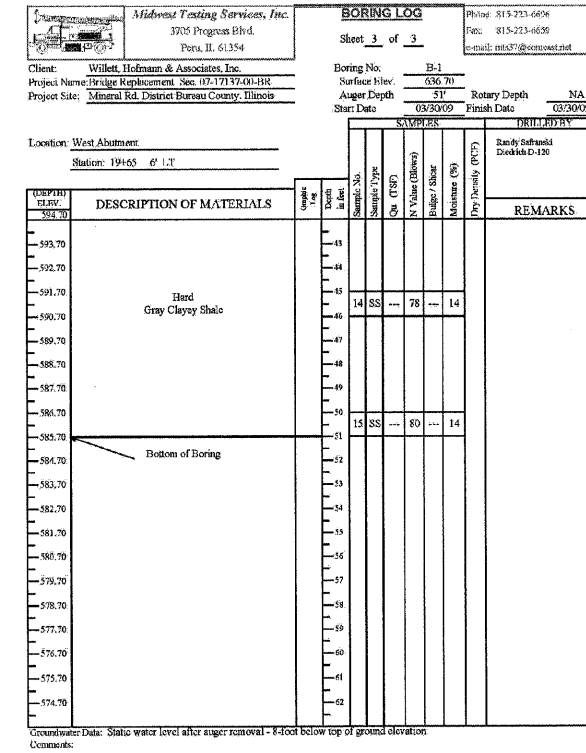 Midwest Testing Services, Inc.
3705 Progress Blvd.
Peru, IL 61354
BORING LOG
Sheet 3 of 3
Phone: 815-223-6696
Fax: 815-223-6659
e-mail: mts37@comcast.net
Client: Willett, Hofmann & Associates, Inc.
Project Name: Bridge Replacement Sec. 07-17137-00-BR
Project Site: Mineral Rd. District Bureau County, Illinois
Boring No: B-1
Surface Elev. 636.70
Auger Depth 51' Rotary Depth NA
Start Date 03/30/09 Finish Date 03/30/0
Location: West Abutment
Station: 19+65 6' LT
SAMPLES
DRILLED BY
Randy Safranski
Diedrich D-120
(DEPTH)
ELEV.
DESCRIPTION OF MATERIALS
Graphic Log
Depth in feet
Sample No.
Sample Type
Qu (TSF)
N Value (Blows)
Bulge / Shear
Moisture (%)
Dry Density (PCF)
REMARKS
594.70
593.70 43
592.70 44
591.70 45
Hard
Gray Clayey Shale
14 SS --- 78 --- 14
590.70 46
589.70 47
588.70 48
587.70 49
586.70 50
15 SS --- 80 --- 14
585.70 51
Bottom of Boring
584.70 52
583.70 53
582.70 54
581.70 55
580.70 56
579.70 57
578.70 58
577.70 59
576.70 60
575.70 61
574.70 62
Groundwater Data: Static water level after auger removal - 8-foot below top of ground elevation
Comments: